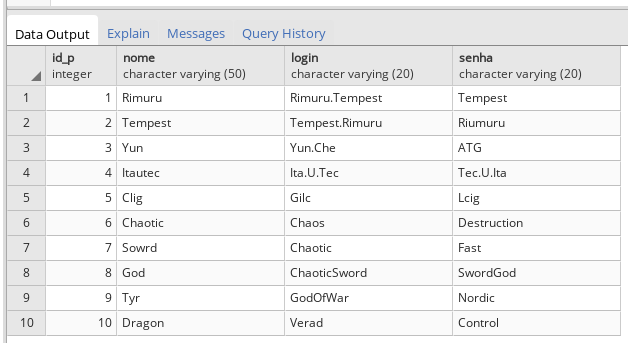 Data Output Explain Messages Query History
id_p nome login senha
integer character varying (50) character varying (20) character varying (20)
1 1 Rimuru Rimuru.Tempest Tempest
2 2 Tempest Tempest.Rimuru Riumuru
3 3 Yun Yun.Che ATG
4 4 Itautec Ita.U.Tec Tec.U.Ita
5 5 Clig Gilc Lcig
6 6 Chaotic Chaos Destruction
7 7 Sowrd Chaotic Fast
8 8 God ChaoticSword SwordGod
9 9 Tyr GodOfWar Nordic
10 10 Dragon Verad Control